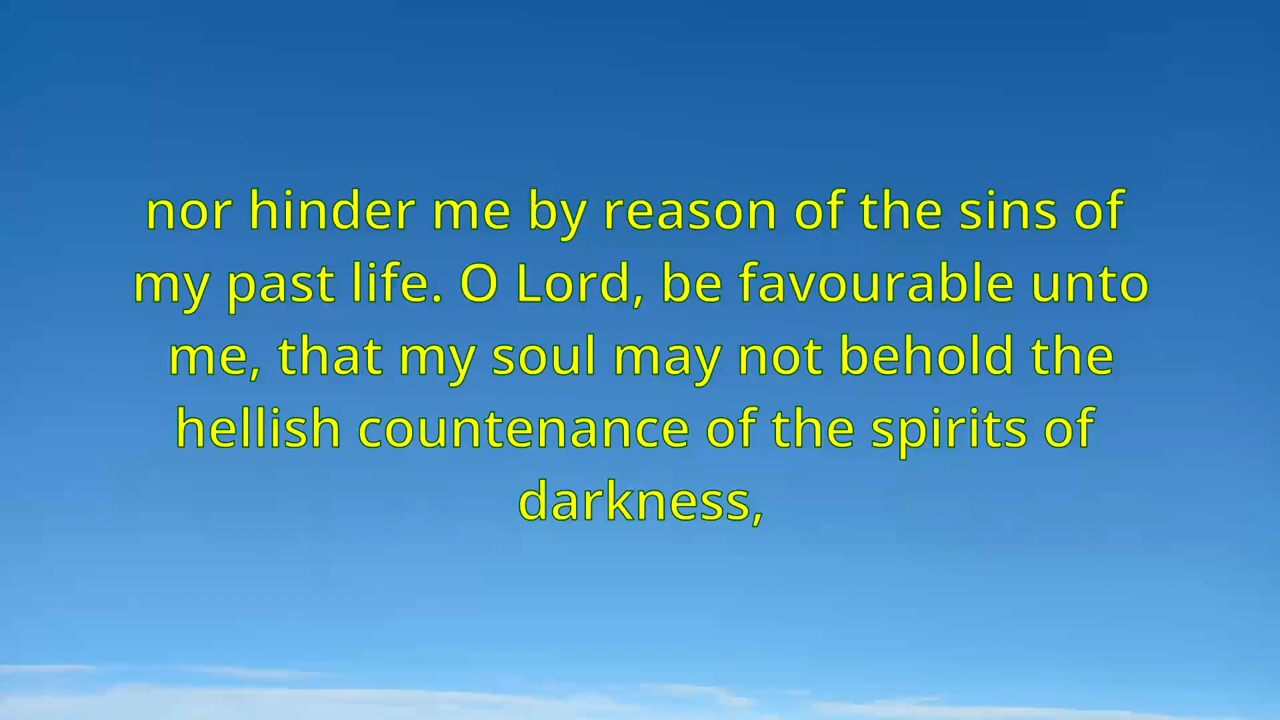 nor hinder me by reason of the sins of
my past life. O Lord, be favourable unto
me, that my soul may not behold the
hellish countenance of the spirits of
darkness,